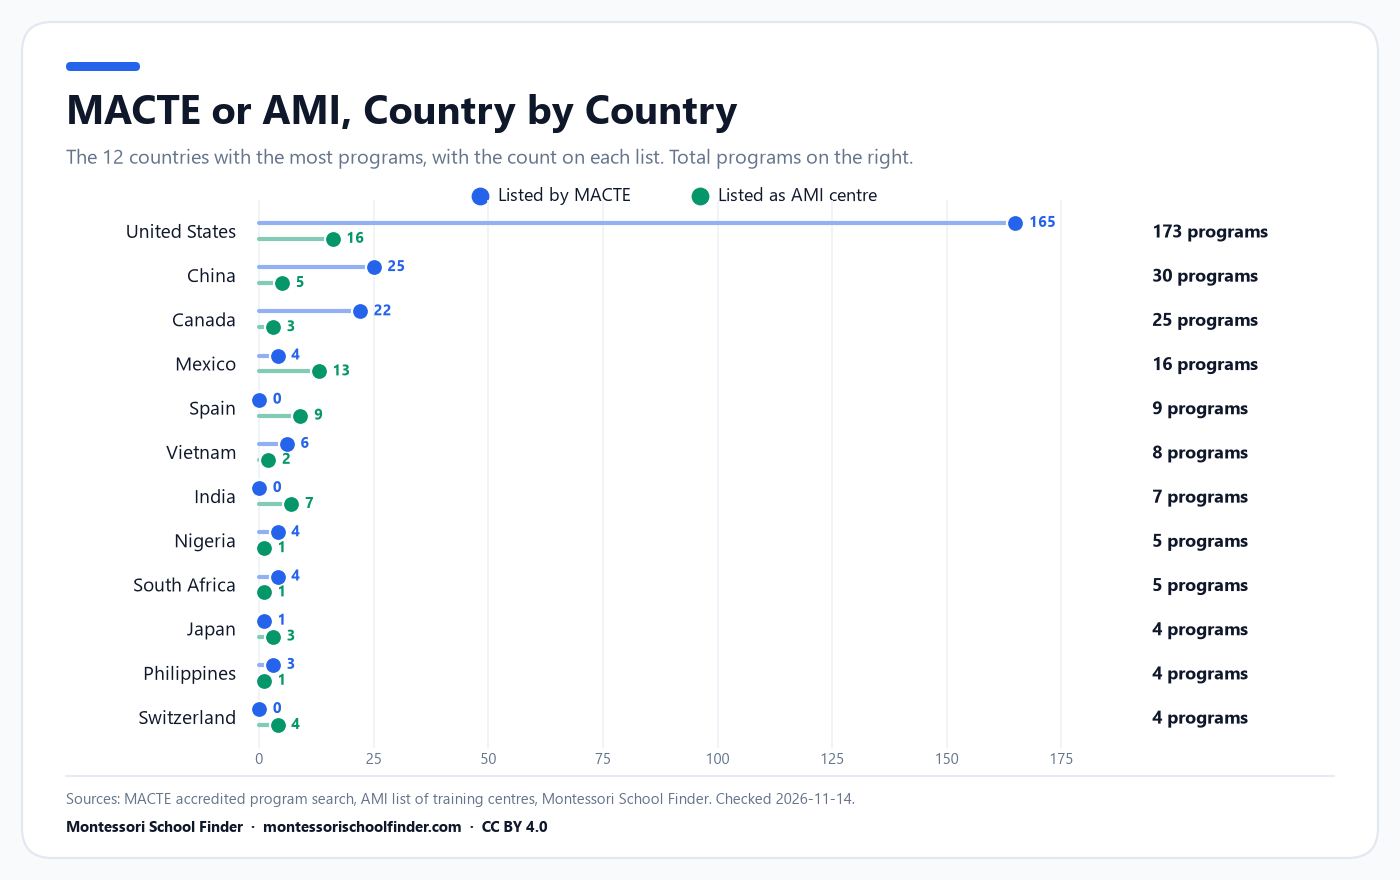 MACTE or AMI, Country by Country
The 12 countries with the most programs, with the count on each list. Total programs on the right.
Listed by MACTE Listed as AMI centre
United States 165 16 173 programs
China 25 5 30 programs
Canada 22 3 25 programs
Mexico 4 13 16 programs
Spain 0 9 9 programs
Vietnam 6 2 8 programs
India 0 7 7 programs
Nigeria 4 1 5 programs
South Africa 4 1 5 programs
Japan 1 3 4 programs
Philippines 3 1 4 programs
Switzerland 0 4 4 programs
0 25 50 75 100 125 150 175
Sources: MACTE accredited program search, AMI list of training centres, Montessori School Finder. Checked 2026-11-14.
Montessori School Finder · montessorischoolfinder.com · CC BY 4.0